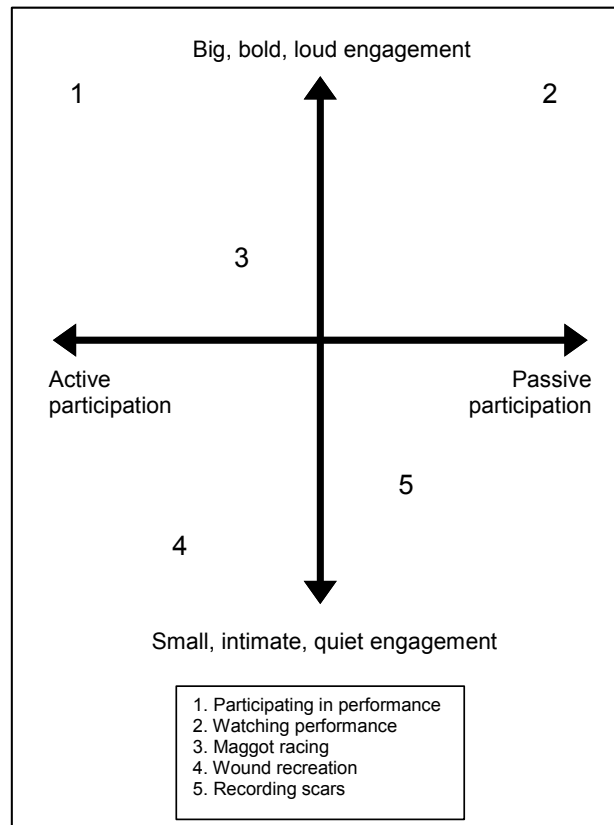 Big, bold, loud engagement
1
2
3
Active
participation
Passive
participation
5
4
Small, intimate, quiet engagement
1. Participating in performance
2. Watching performance
3. Maggot racing
4. Wound recreation
5. Recording scars